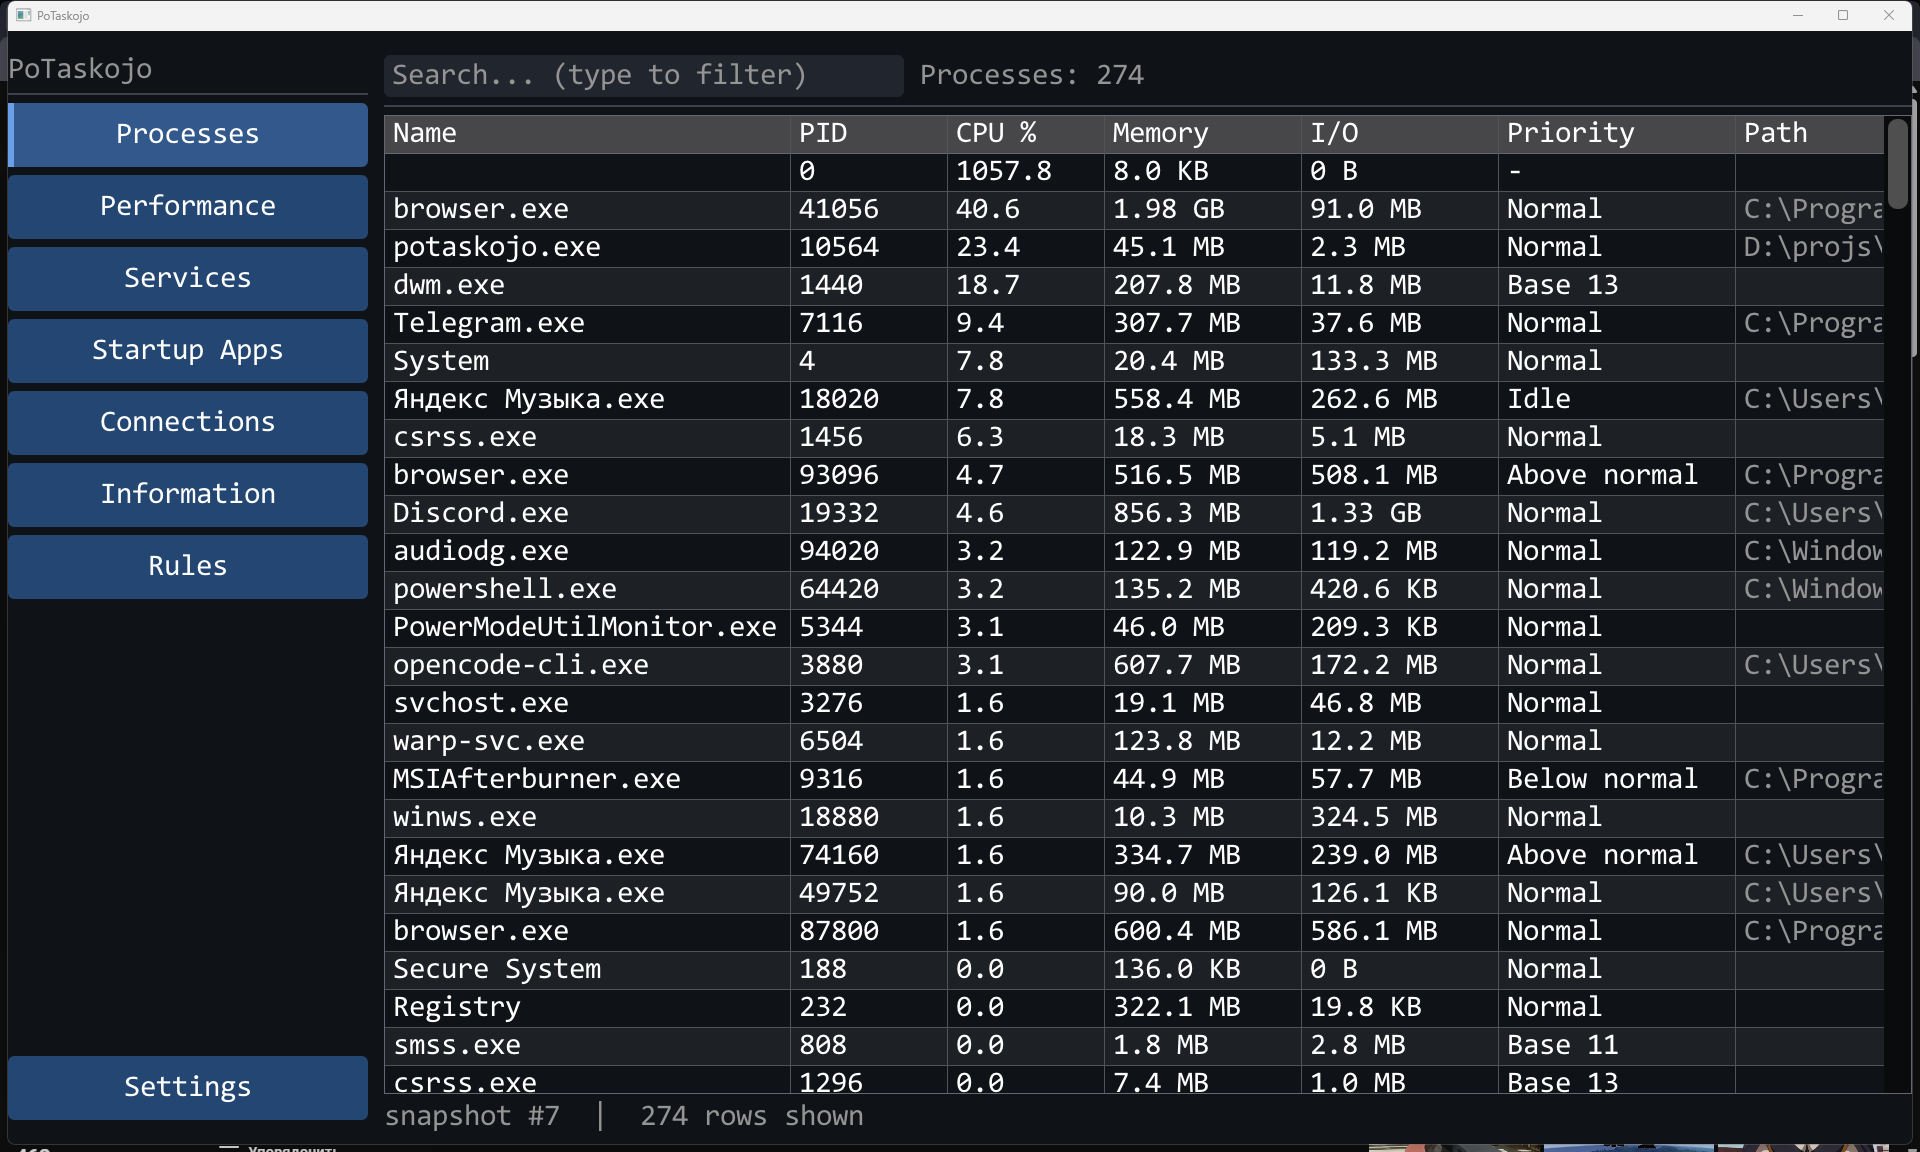 PoTaskojo
PoTaskojo
Search... (type to filter) Processes: 274
Processes
Performance
Services
Startup Apps
Connections
Information
Rules
Settings
Name PID CPU % Memory I/O Priority Path
0 1057.8 8.0 KB 0 B -
browser.exe 41056 40.6 1.98 GB 91.0 MB Normal C:\Progra
potaskojo.exe 10564 23.4 45.1 MB 2.3 MB Normal D:\projs\
dwm.exe 1440 18.7 207.8 MB 11.8 MB Base 13
Telegram.exe 7116 9.4 307.7 MB 37.6 MB Normal C:\Progra
System 4 7.8 20.4 MB 133.3 MB Normal
Яндекс Музыка.exe 18020 7.8 558.4 MB 262.6 MB Idle C:\Users\
csrss.exe 1456 6.3 18.3 MB 5.1 MB Normal
browser.exe 93096 4.7 516.5 MB 508.1 MB Above normal C:\Progra
Discord.exe 19332 4.6 856.3 MB 1.33 GB Normal C:\Users\
audiodg.exe 94020 3.2 122.9 MB 119.2 MB Normal C:\Window
powershell.exe 64420 3.2 135.2 MB 420.6 KB Normal C:\Window
PowerModeUtilMonitor.exe 5344 3.1 46.0 MB 209.3 KB Normal
opencode-cli.exe 3880 3.1 607.7 MB 172.2 MB Normal C:\Users\
svchost.exe 3276 1.6 19.1 MB 46.8 MB Normal
warp-svc.exe 6504 1.6 123.8 MB 12.2 MB Normal
MSIAfterburner.exe 9316 1.6 44.9 MB 57.7 MB Below normal C:\Progra
winws.exe 18880 1.6 10.3 MB 324.5 MB Normal
Яндекс Музыка.exe 74160 1.6 334.7 MB 239.0 MB Above normal C:\Users\
Яндекс Музыка.exe 49752 1.6 90.0 MB 126.1 KB Normal C:\Users\
browser.exe 87800 1.6 600.4 MB 586.1 MB Normal C:\Progra
Secure System 188 0.0 136.0 KB 0 B Normal
Registry 232 0.0 322.1 MB 19.8 KB Normal
smss.exe 808 0.0 1.8 MB 2.8 MB Base 11
csrss.exe 1296 0.0 7.4 MB 1.0 MB Base 13
snapshot #7 | 274 rows shown